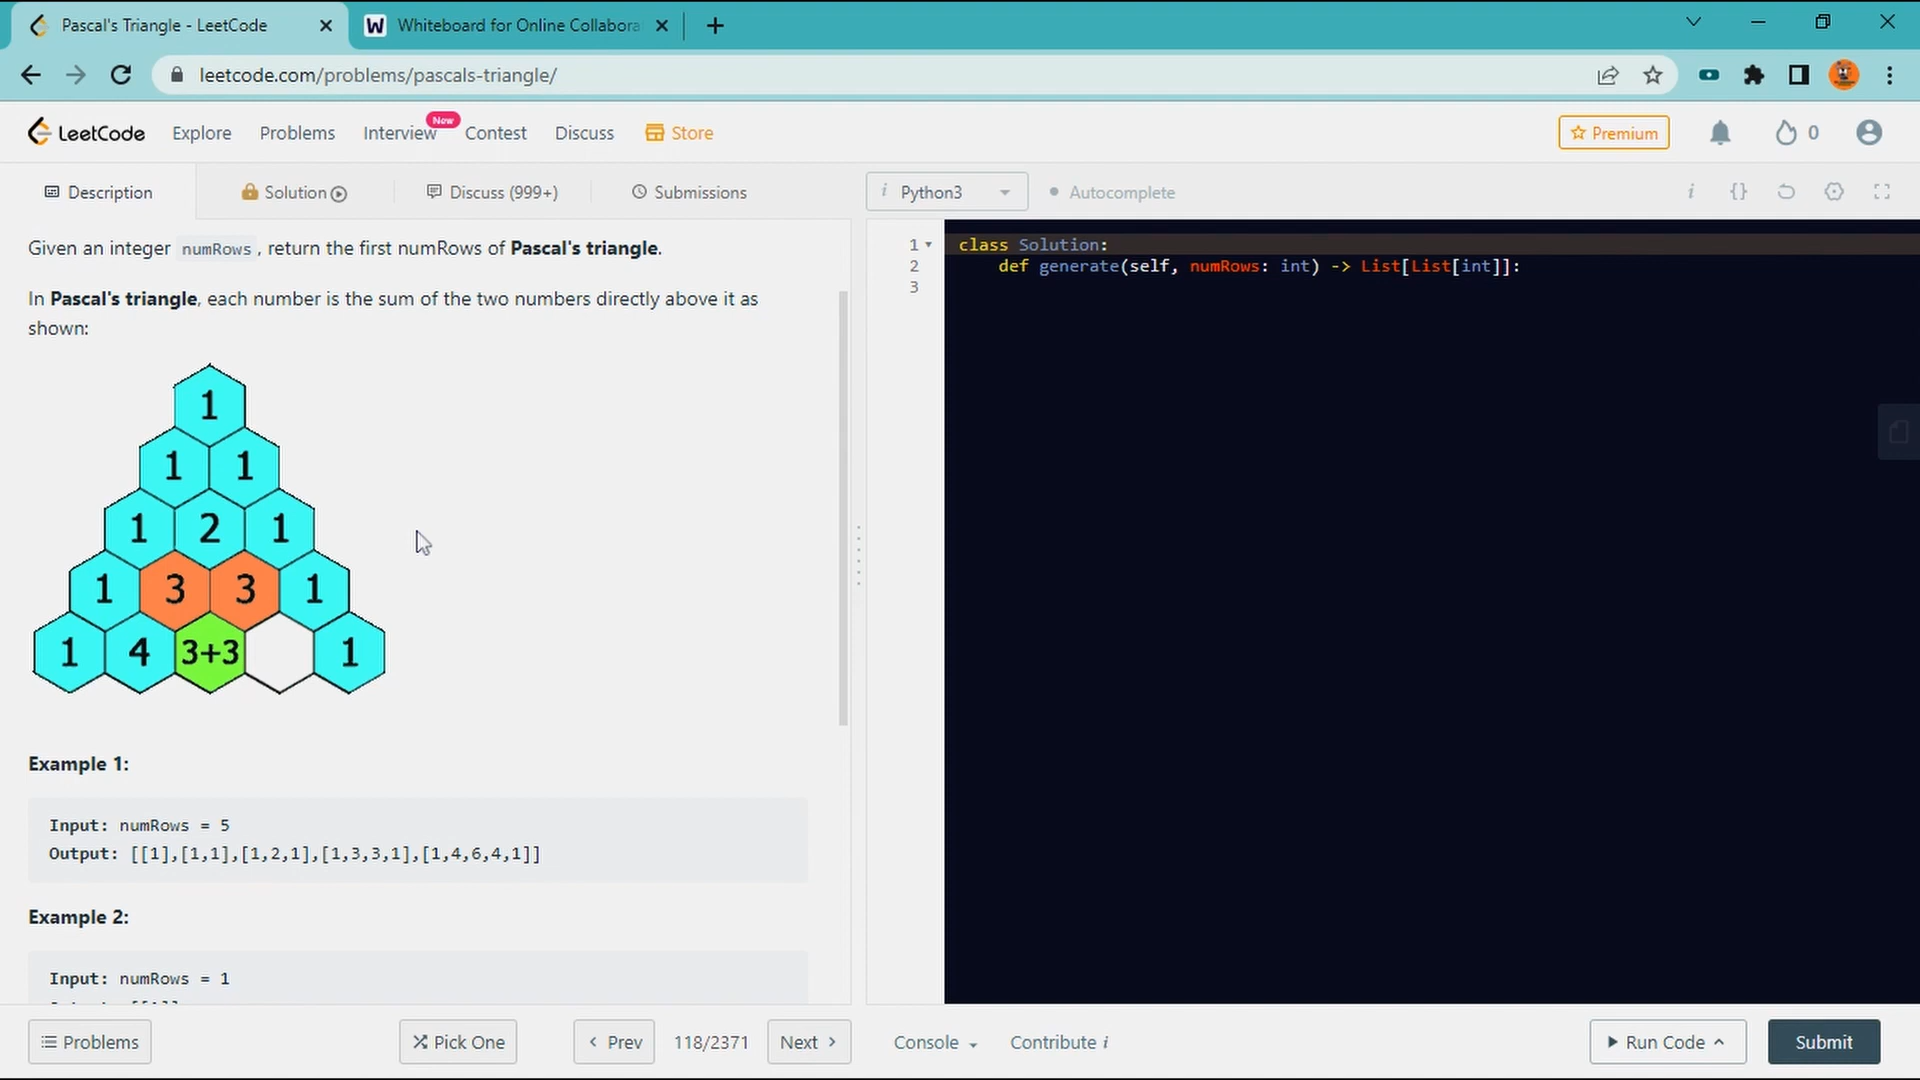 Pascal's Triangle - LeetCode
Whiteboard for Online Collabora
leetcode.com/problems/pascals-triangle/
LeetCode Explore Problems Interview New Contest Discuss Store Premium 0
Description Solution Discuss (999+) Submissions
i Python3 Autocomplete i {}
Given an integer numRows, return the first numRows of Pascal's triangle.
In Pascal's triangle, each number is the sum of the two numbers directly above it as
shown:
1
1 1
1 2 1
1 3 3 1
1 4 3+3 1
Example 1:
Input: numRows = 5
Output: [[1],[1,1],[1,2,1],[1,3,3,1],[1,4,6,4,1]]
Example 2:
Input: numRows = 1
1 class Solution:
2 def generate(self, numRows: int) -> List[List[int]]:
3
Problems Pick One < Prev 118/2371 Next > Console Contribute i Run Code Submit